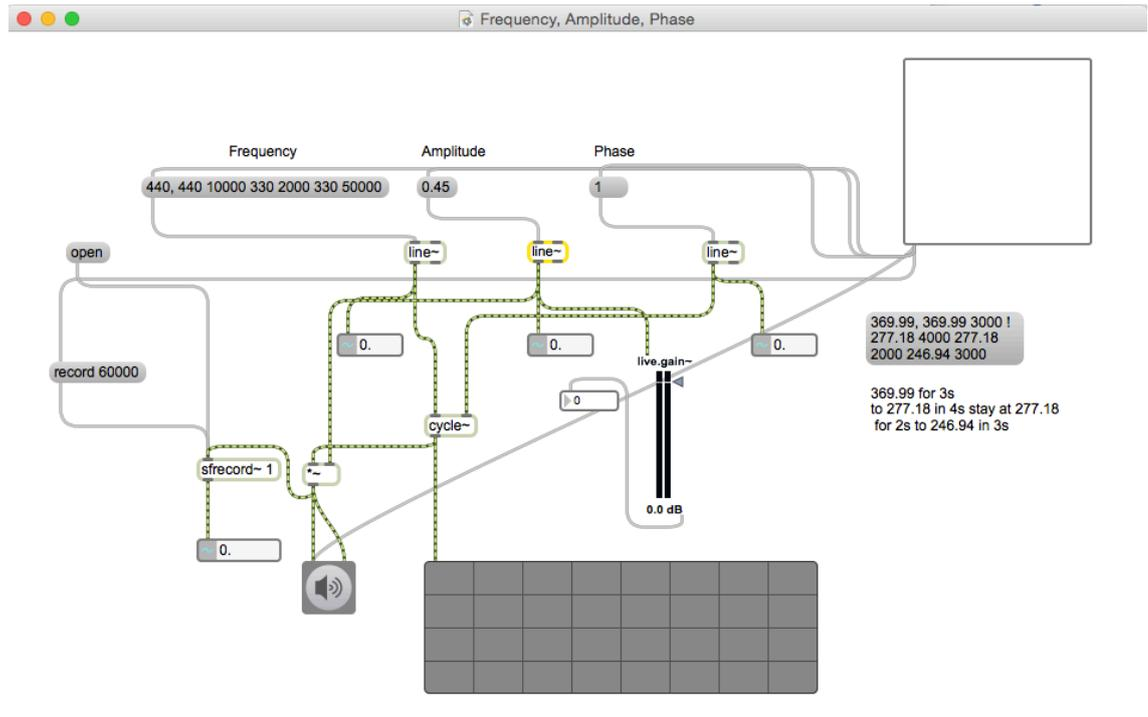 Frequency, Amplitude, Phase
Frequency
Amplitude
Phase
440, 440 10000 330 2000 330 50000
0.45
1
open
line~
line~
line~
369.99, 369.99 3000 !
277.18 4000 277.18
2000 246.94 3000
~ 0.
~ 0.
~ 0.
live.gain~
record 60000
0
369.99 for 3s
to 277.18 in 4s stay at 277.18
for 2s to 246.94 in 3s
cycle~
sfrecord~ 1
*~
0.0 dB
~ 0.